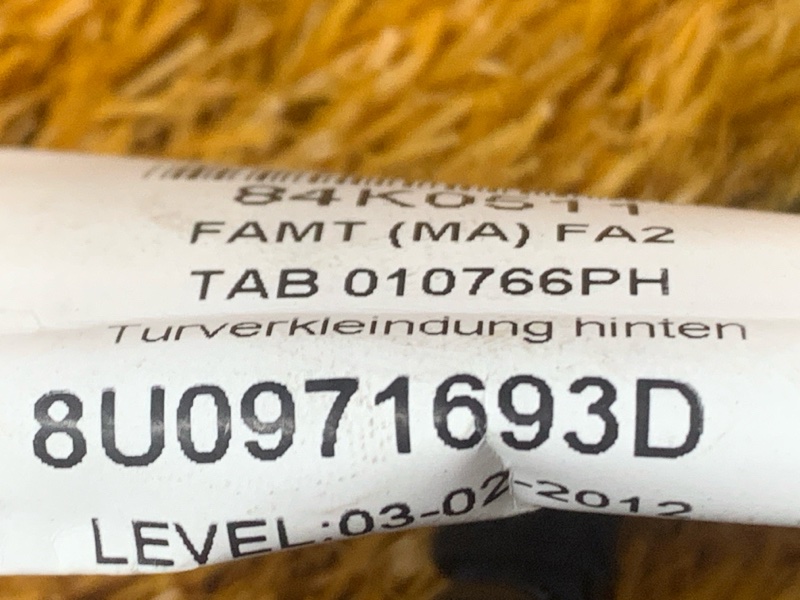 84K0511
FAMT (MA) FA2
TAB 010766PH
Turverkleindung hinten
8U0971693D
LEVEL:03-02-2012